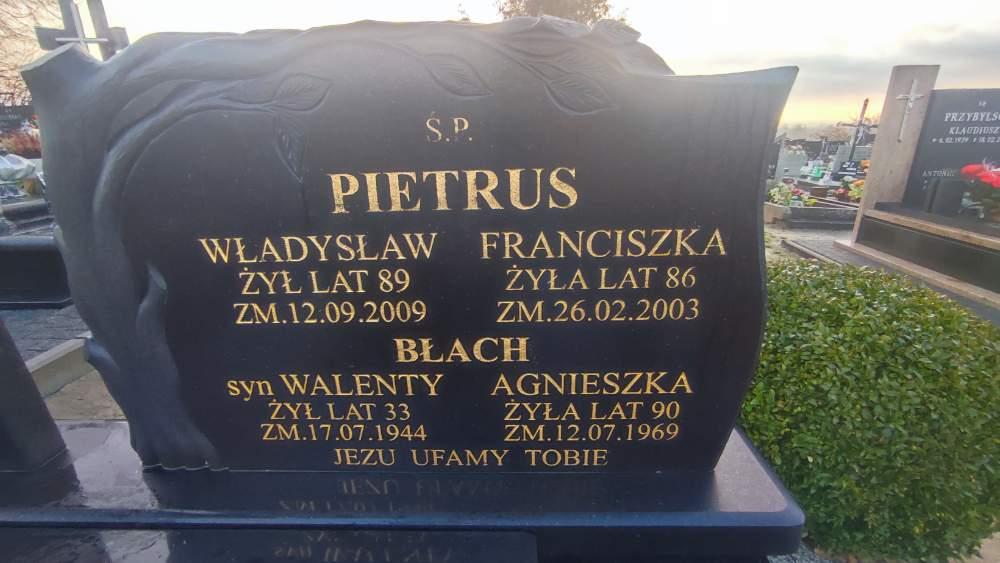 Ś.P.
PIETRUS
WŁADYSŁAW FRANCISZKA
ŻYŁ LAT 89 ŻYŁA LAT 86
ZM.12.09.2009 ZM.26.02.2003
BŁACH
syn WALENTY AGNIESZKA
ŻYŁ LAT 33 ŻYŁA LAT 90
ZM.17.07.1944 ZM.12.07.1969
JEZU UFAMY TOBIE
KLAUDIUSZ